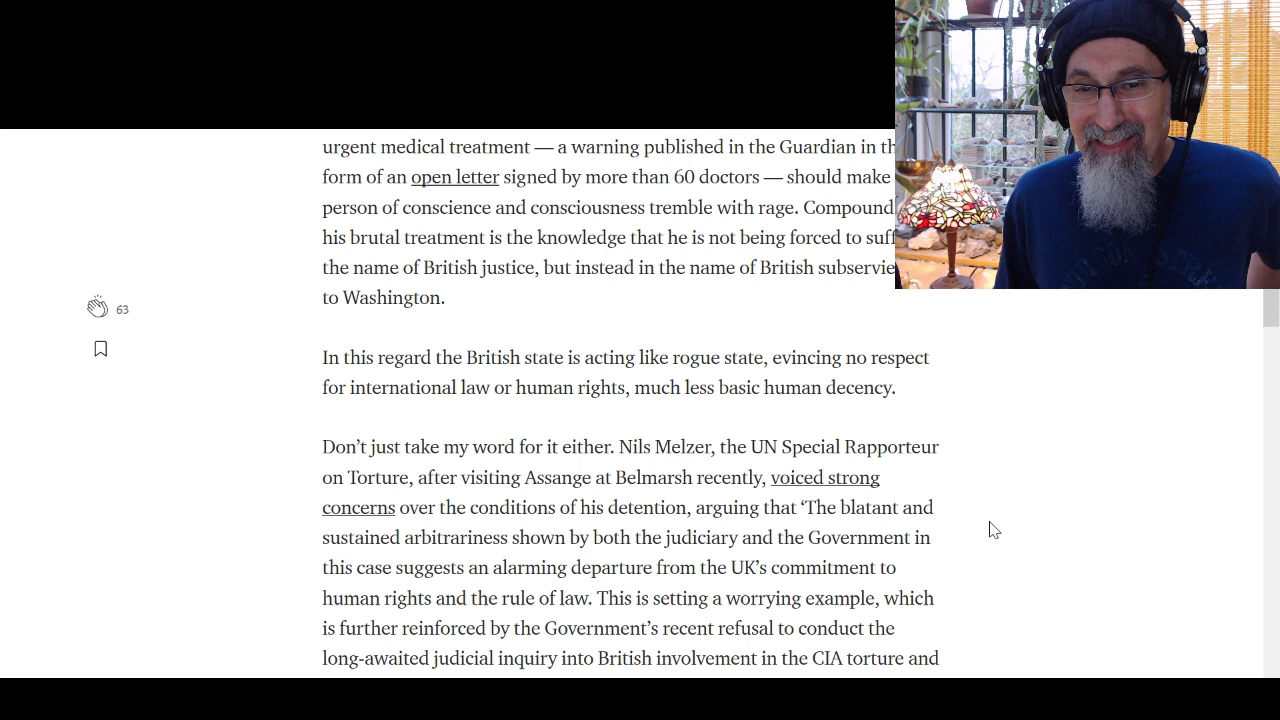 urgent medical treatment — a warning published in the Guardian in th
form of an open letter signed by more than 60 doctors — should make
person of conscience and consciousness tremble with rage. Compound
his brutal treatment is the knowledge that he is not being forced to suff
the name of British justice, but instead in the name of British subservie
to Washington.
63
In this regard the British state is acting like rogue state, evincing no respect
for international law or human rights, much less basic human decency.
Don’t just take my word for it either. Nils Melzer, the UN Special Rapporteur
on Torture, after visiting Assange at Belmarsh recently, voiced strong
concerns over the conditions of his detention, arguing that ‘The blatant and
sustained arbitrariness shown by both the judiciary and the Government in
this case suggests an alarming departure from the UK’s commitment to
human rights and the rule of law. This is setting a worrying example, which
is further reinforced by the Government’s recent refusal to conduct the
long-awaited judicial inquiry into British involvement in the CIA torture and